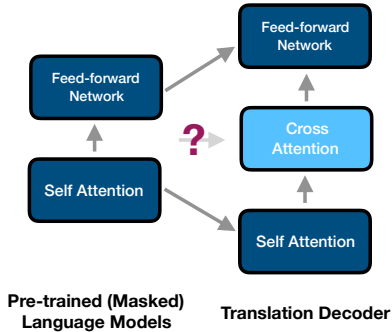 Feed-forward
Network
Self Attention
Pre-trained (Masked)
Language Models
?
Feed-forward
Network
Cross
Attention
Self Attention
Translation Decoder